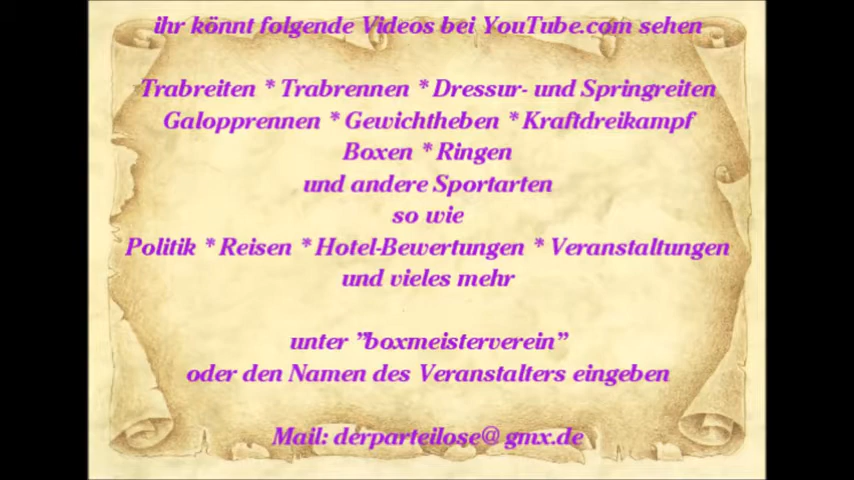 ihr könnt folgende Videos bei YouTube.com sehen
Trabreiten * Trabrennen * Dressur- und Springreiten
Galopprennen * Gewichtheben * Kraftdreikampf
Boxen * Ringen
und andere Sportarten
so wie
Politik * Reisen * Hotel-Bewertungen * Veranstaltungen
und vieles mehr
unter "boxmeisterverein"
oder den Namen des Veranstalters eingeben
Mail: derparteilose@gmx.de